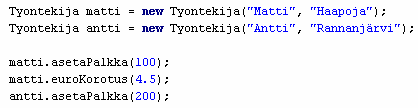 Tyontekija matti = new Tyontekija("Matti", "Haapoja");
Tyontekija antti = new Tyontekija("Antti", "Rannanjärvi");
matti.asetaPalkka(100);
matti.euroKorotus(4.5);
antti.asetaPalkka(200);